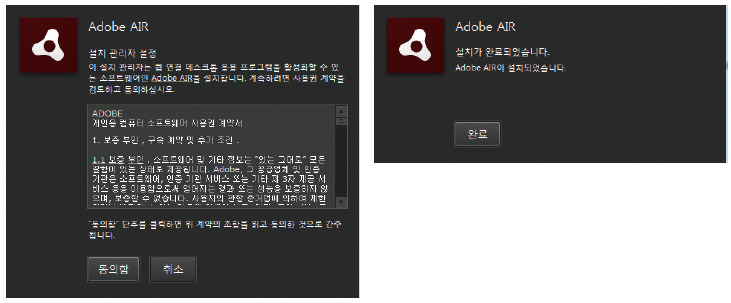 Adobe AIR
설치 관리자 설정
이 설치 관리자는 웹 연결 데스크톱 응용 프로그램을 활성화할 수 있
는 소프트웨어인 Adobe AIR을 설치합니다. 계속하려면 사용권 계약을
검토하고 동의하십시오.
ADOBE
개인용 컴퓨터 소프트웨어 사용권 계약서
1. 보증 부인 , 구속 계약 및 추가 조건 .
1.1 보증 부인 . 소프트웨어 및 기타 정보는 "있는 그대로" 모든
결함이 있는 상태로 제공됩니다. Adobe, 그 공급업체 및 인증
기관은 소프트웨어, 인증 기관 서비스 또는 기타 제 3자 제공 서
비스 등을 이용함으로써 얻어지는 결과 또는 성능을 보증하지 않
으며, 보증할 수 없습니다. 사용자의 관할 준거법에 의하여 제한
"동의함" 단추를 클릭하면 위 계약의 조항을 읽고 동의한 것으로 간주
됩니다.
동의함
취소
Adobe AIR
설치가 완료되었습니다.
Adobe AIR이 설치되었습니다.
완료